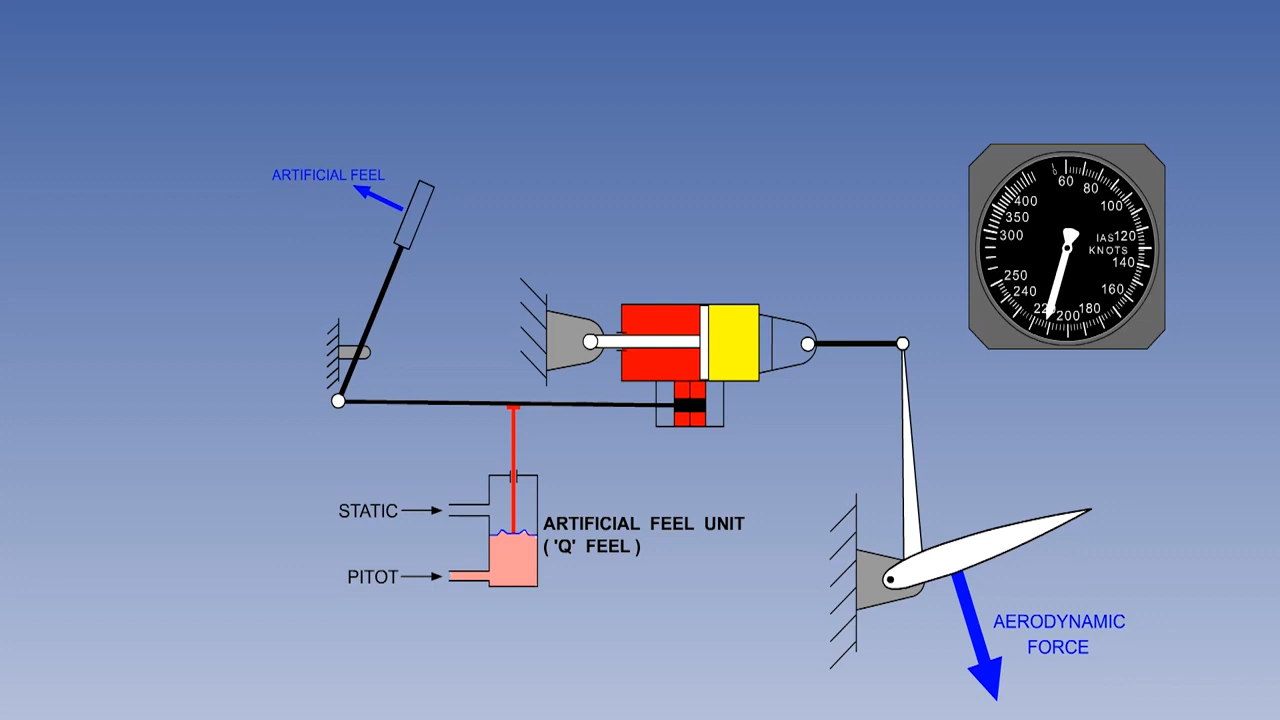 ARTIFICIAL FEEL
60
80
100
120
140
160
180
200
220
240
250
300
350
400
IAS
KNOTS
STATIC
PITOT
ARTIFICIAL FEEL UNIT
( 'Q' FEEL )
AERODYNAMIC
FORCE